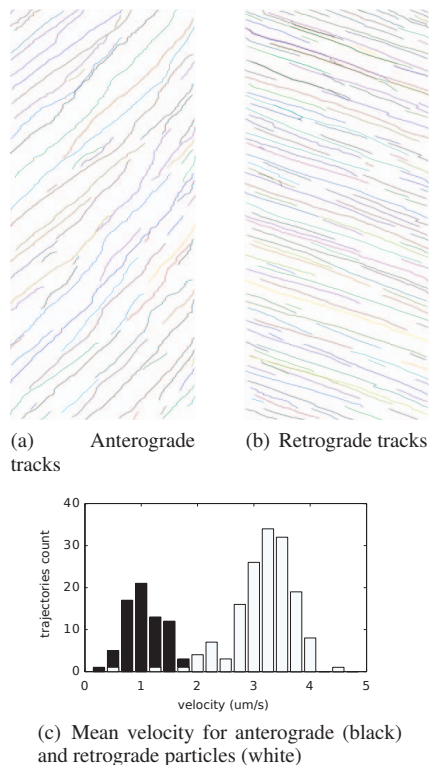 (a) Anterograde
tracks
(b) Retrograde tracks
40
30
20
10
0
trajectories count
0 1 2 3 4 5
velocity (um/s)
(c) Mean velocity for anterograde (black)
and retrograde particles (white)